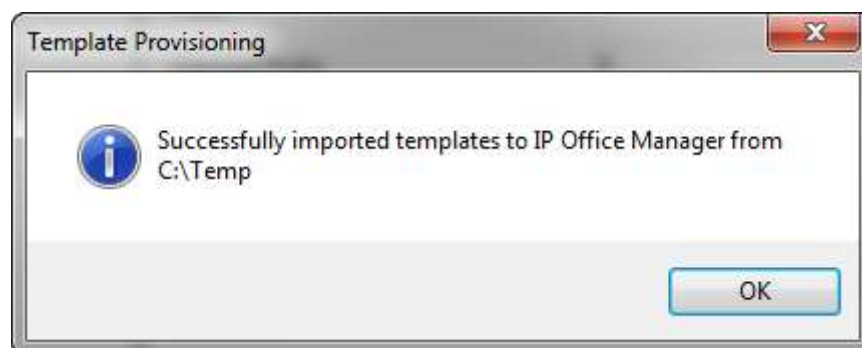 Template Provisioning
Successfully imported templates to IP Office Manager from
C:\Temp
OK